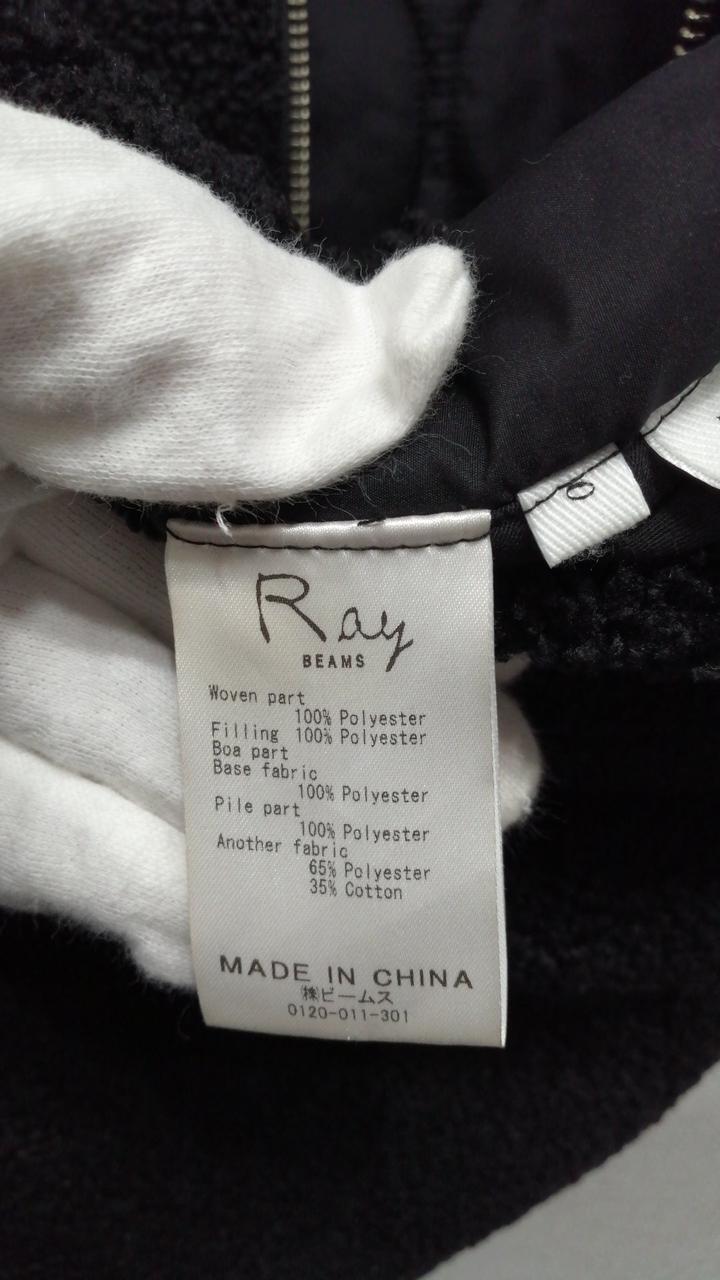 Ray
BEAMS
Woven part
100% Polyester
Filling 100% Polyester
Boa part
Base fabric
100% Polyester
Pile part
100% Polyester
Another fabric
65% Polyester
35% Cotton
MADE IN CHINA
㈱ビームス
0120-011-301